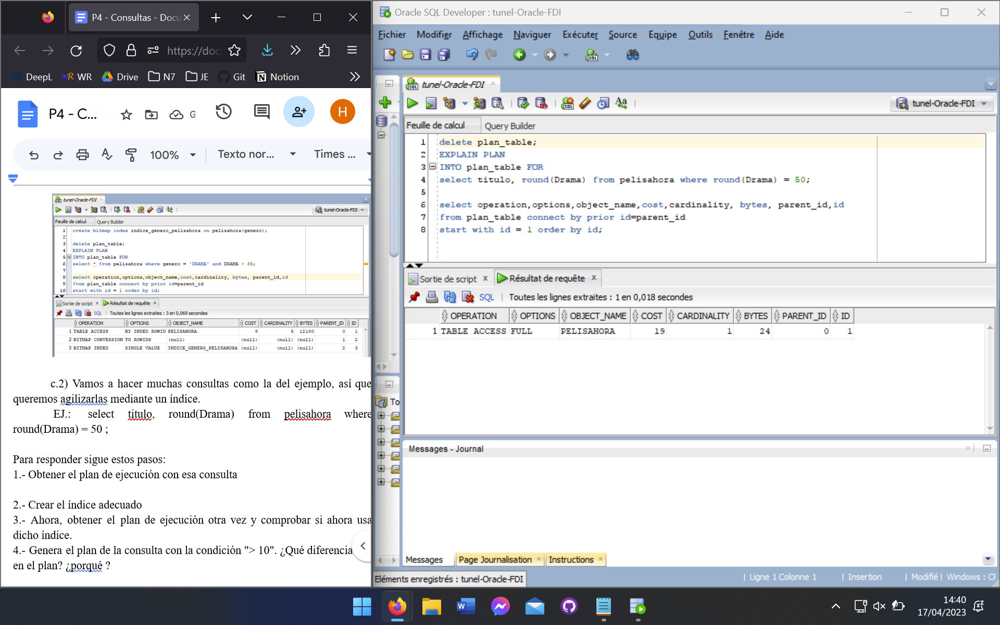 P4 - Consultas - Docu
https://docs
DeepL
WR
Drive
N7
JE
Git
Notion
P4 - C...
G
H
100%
Texto nor...
Times ...
tunel-Oracle-FDI
tunel-Oracle-FDI
Feuille de calcul
Query Builder
1 create bitmap index indice_genero_pelisahora on pelisahora(genero);
2
3 delete plan_table;
4 EXPLAIN PLAN
5 INTO plan_table FOR
6 select * from pelisahora where genero = 'DRAMA' and DRAMA > 35;
7
8 select operation,options,object_name,cost,cardinality, bytes, parent_id,id
9 from plan_table connect by prior id=parent_id
10 start with id = 1 order by id;
Sortie de script x
Résultat de requête x
SQL | Toutes les lignes extraites : 3 en 0,069 secondes
OPERATION OPTIONS OBJECT_NAME COST CARDINALITY BYTES PARENT_ID ID
1 TABLE ACCESS BY INDEX ROWID PELISAHORA 8 5 12180 0 1
2 BITMAP CONVERSION TO ROWIDS (null) (null) (null) (null) 1 2
3 BITMAP INDEX SINGLE VALUE INDICE_GENERO_PELISAHORA (null) (null) (null) 2 3
c.2) Vamos a hacer muchas consultas como la del ejemplo, así que
queremos agilizarlas mediante un índice.
EJ.: select titulo, round(Drama) from pelisahora where
round(Drama) = 50 ;
Para responder sigue estos pasos:
1.- Obtener el plan de ejecución con esa consulta
2.- Crear el índice adecuado
3.- Ahora, obtener el plan de ejecución otra vez y comprobar si ahora usa
dicho índice.
4.- Genera el plan de la consulta con la condición "> 10". ¿Qué diferencia
en el plan? ¿porqué ?
Oracle SQL Developer : tunel-Oracle-FDI
Fichier Modifier Affichage Naviguer Exécuter Source Equipe Outils Fenêtre Aide
SQL
tunel-Oracle-FDI
tunel-Oracle-FDI
Feuille de calcul
Query Builder
1 delete plan_table;
2 EXPLAIN PLAN
3 INTO plan_table FOR
4 select titulo, round(Drama) from pelisahora where round(Drama) = 50;
5
6 select operation,options,object_name,cost,cardinality, bytes, parent_id,id
7 from plan_table connect by prior id=parent_id
8 start with id = 1 order by id;
Sortie de script x
Résultat de requête x
SQL | Toutes les lignes extraites : 1 en 0,018 secondes
OPERATION OPTIONS OBJECT_NAME COST CARDINALITY BYTES PARENT_ID ID
1 TABLE ACCESS FULL PELISAHORA 19 1 24 0 1
To
Messages - Journal
Messages
Page Journalisation
Instructions
Eléments enregistrés : tunel-Oracle-FDI
| Ligne 1 Colonne 1 | Insertion | Modifié | Windows : CF
14:40
17/04/2023